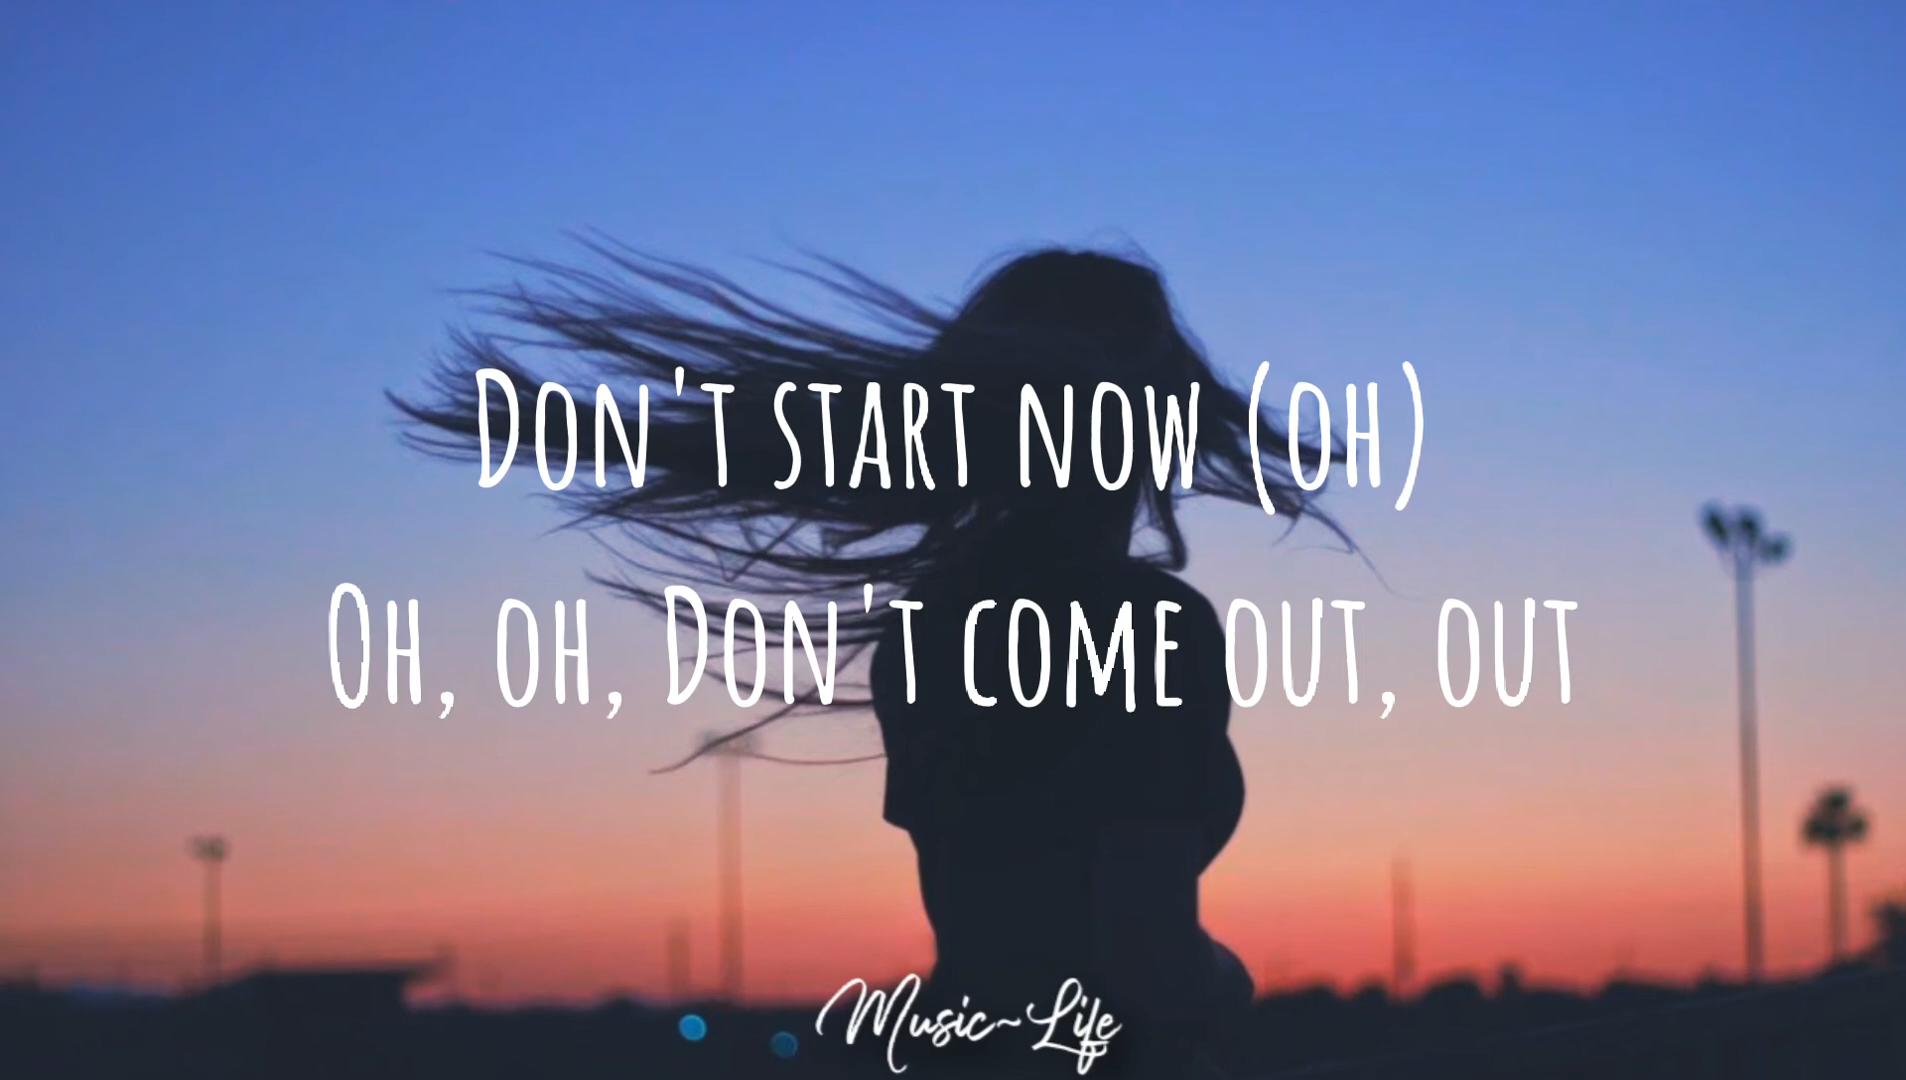 Don't start now (oh)
Oh, oh, Don't come out, out
Music~Life